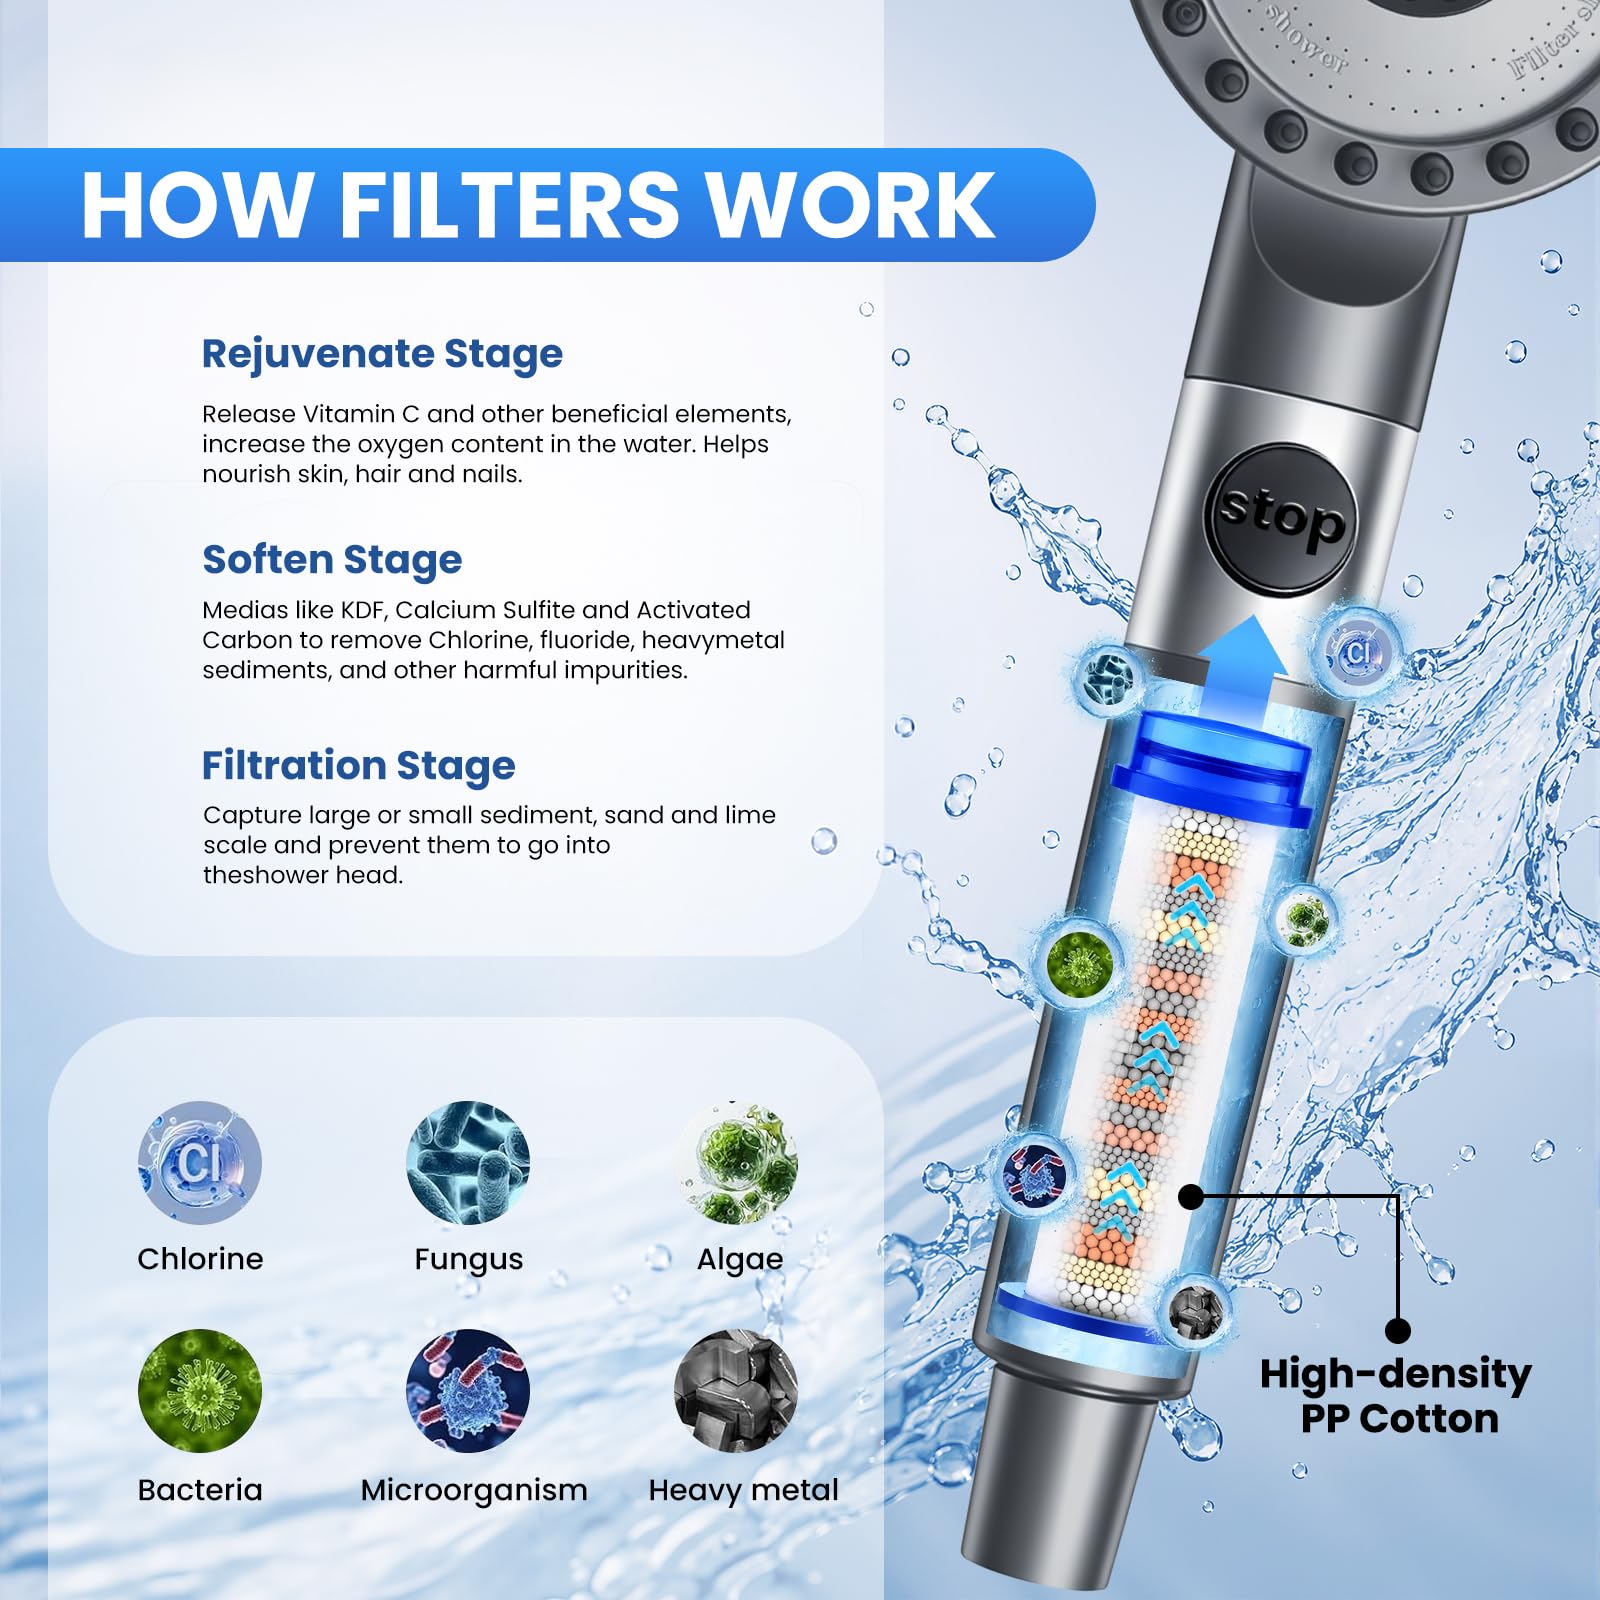 shower
Filter sh
HOW FILTERS WORK
Rejuvenate Stage
Release Vitamin C and other beneficial elements,
increase the oxygen content in the water. Helps
nourish skin, hair and nails.
stop
Soften Stage
Medias like KDF, Calcium Sulfite and Activated
Carbon to remove Chlorine, fluoride, heavymetal
sediments, and other harmful impurities.
Cl
Filtration Stage
Capture large or small sediment, sand and lime
scale and prevent them to go into
theshower head.
Cl
Chlorine
Fungus
Algae
Bacteria
Microorganism
Heavy metal
High-density
PP Cotton